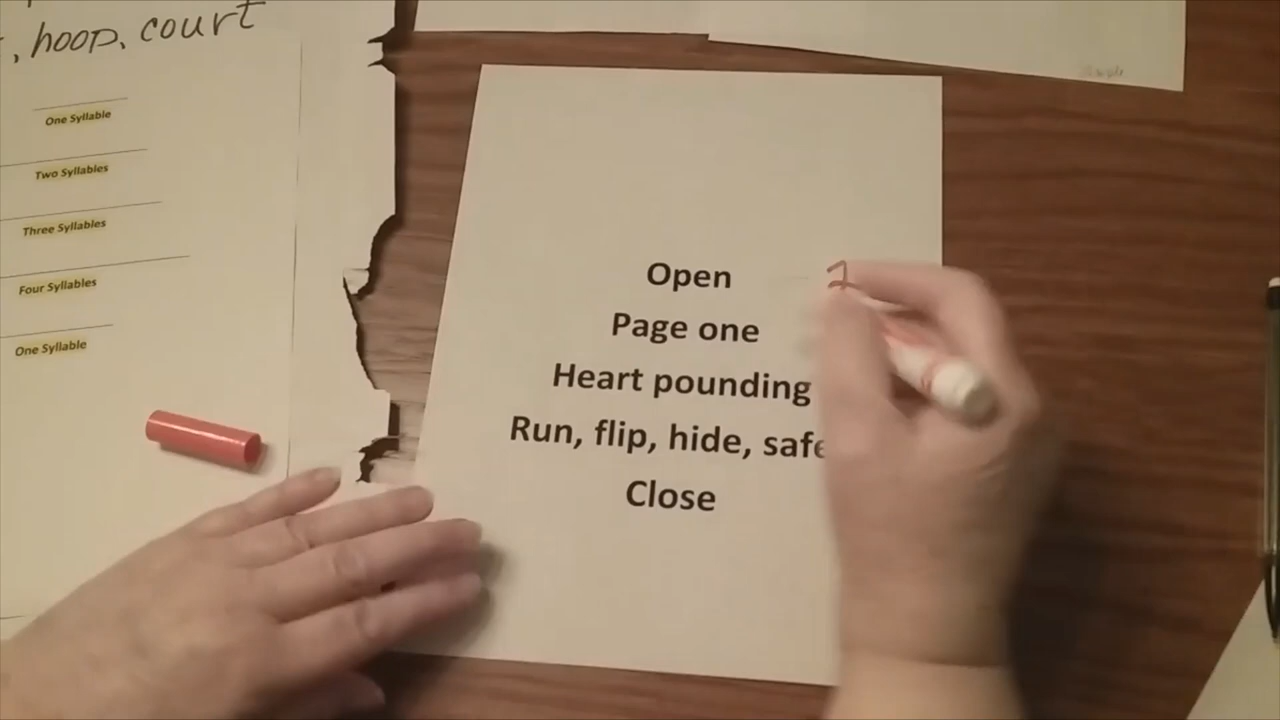 , hoop, court
One Syllable
Two Syllables
Three Syllables
Four Syllables
One Syllable
Open
2
Page one
Heart pounding
Run, flip, hide, safe
Close